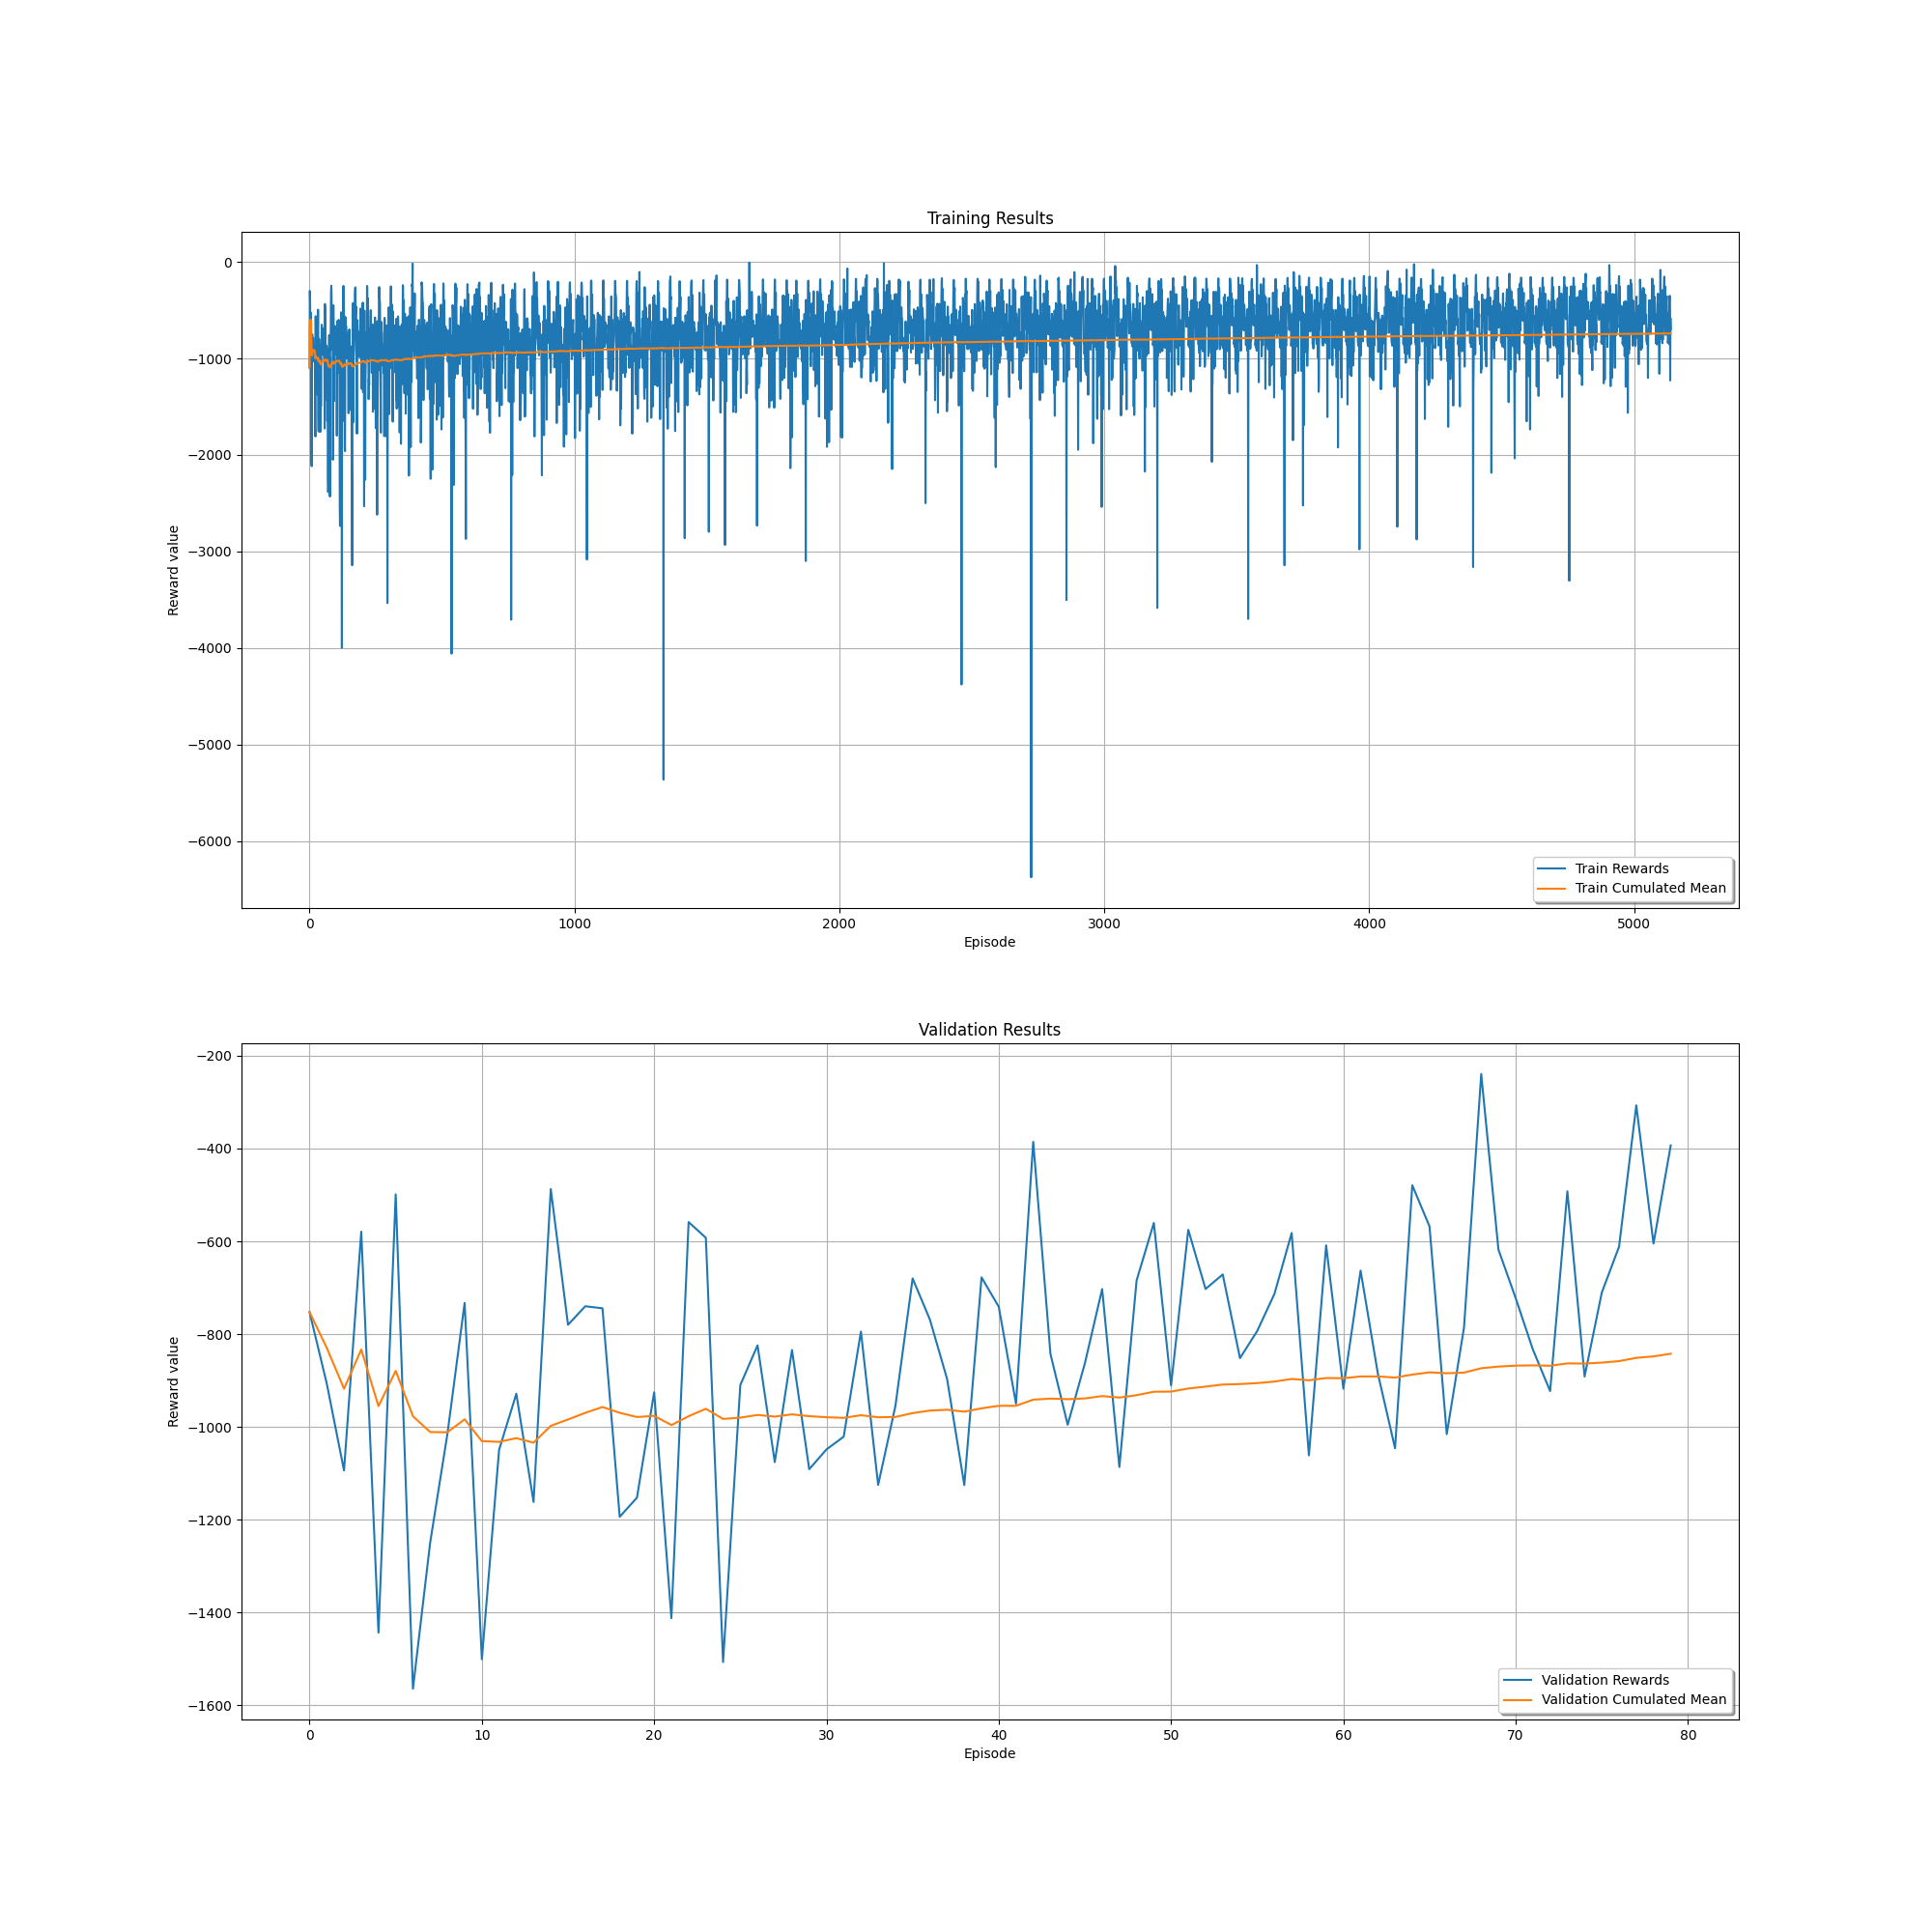 Training Results
0
−1000
−2000
−3000
−4000
−5000
−6000
Reward value
Train Rewards
Train Cumulated Mean
0 1000 2000 3000 4000 5000
Episode
Validation Results
−200
−400
−600
−800
−1000
−1200
−1400
−1600
Reward value
Validation Rewards
Validation Cumulated Mean
0 10 20 30 40 50 60 70 80
Episode